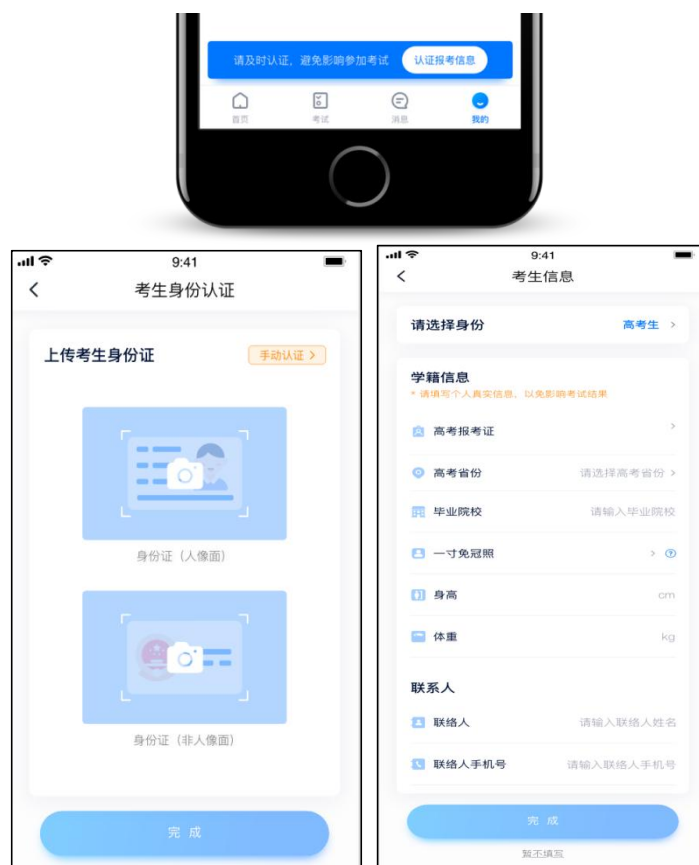 请及时认证，避免影响参加考试 认证报考信息
首页 考试 消息 我的
9:41
考生身份认证
上传考生身份证 手动认证 >
身份证（人像面）
身份证（非人像面）
完成
9:41
考生信息
请选择身份 高考生 >
学籍信息
* 请填写个人真实信息，以免影响考试结果
高考报考证 >
高考省份 请选择高考省份 >
毕业院校 请输入毕业院校
一寸免冠照 > ?
身高 cm
体重 kg
联系人
联络人 请输入联络人姓名
联络人手机号 请输入联络人手机号
完成
暂不填写